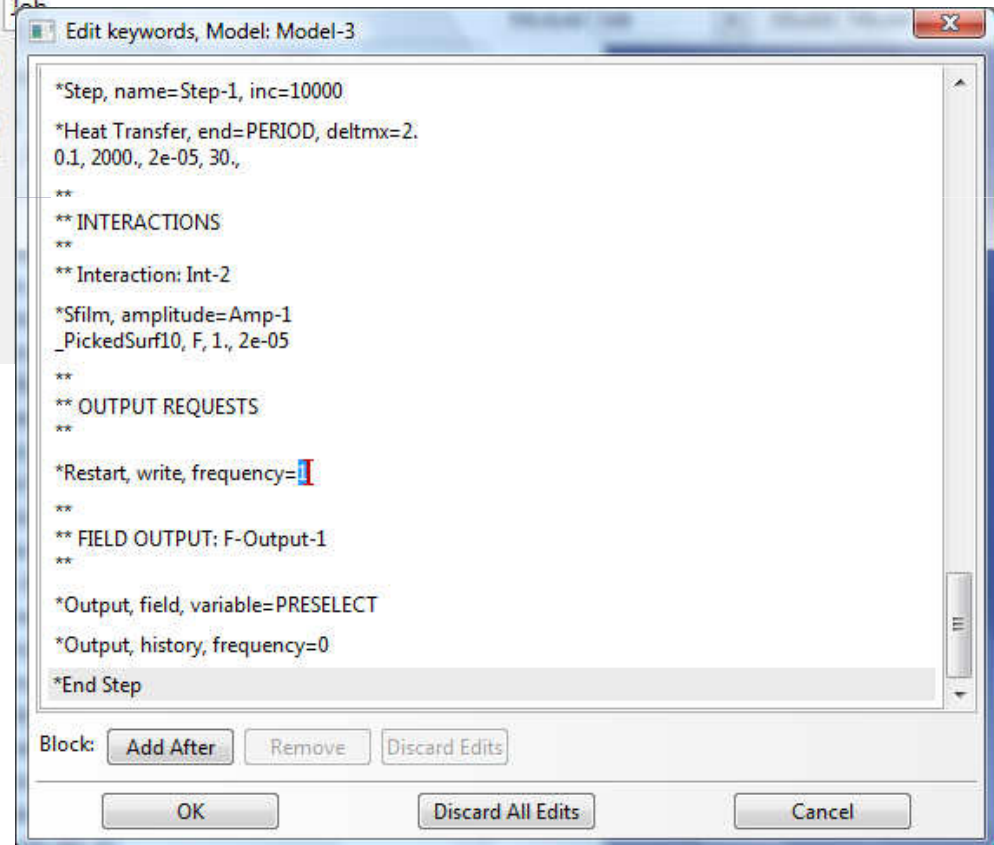 Job
Edit keywords, Model: Model-3
*Step, name=Step-1, inc=10000
*Heat Transfer, end=PERIOD, deltmx=2.
0.1, 2000., 2e-05, 30.,
**
** INTERACTIONS
**
** Interaction: Int-2
*Sfilm, amplitude=Amp-1
_PickedSurf10, F, 1., 2e-05
**
** OUTPUT REQUESTS
**
*Restart, write, frequency=1
**
** FIELD OUTPUT: F-Output-1
**
*Output, field, variable=PRESELECT
*Output, history, frequency=0
*End Step
Block: Add After Remove Discard Edits
OK Discard All Edits Cancel